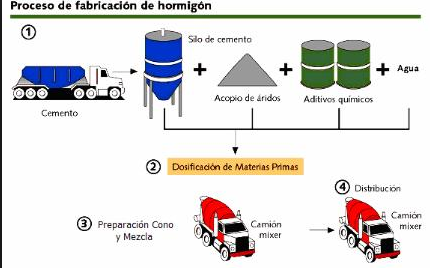 Proceso de fabricación de hormigón
1
Silo de cemento
Cemento
Acopio de áridos
Aditivos químicos
Agua
2 Dosificación de Materias Primas
3 Preparación Cono
y Mezcla
Camión
mixer
4 Distribución
Camión
mixer